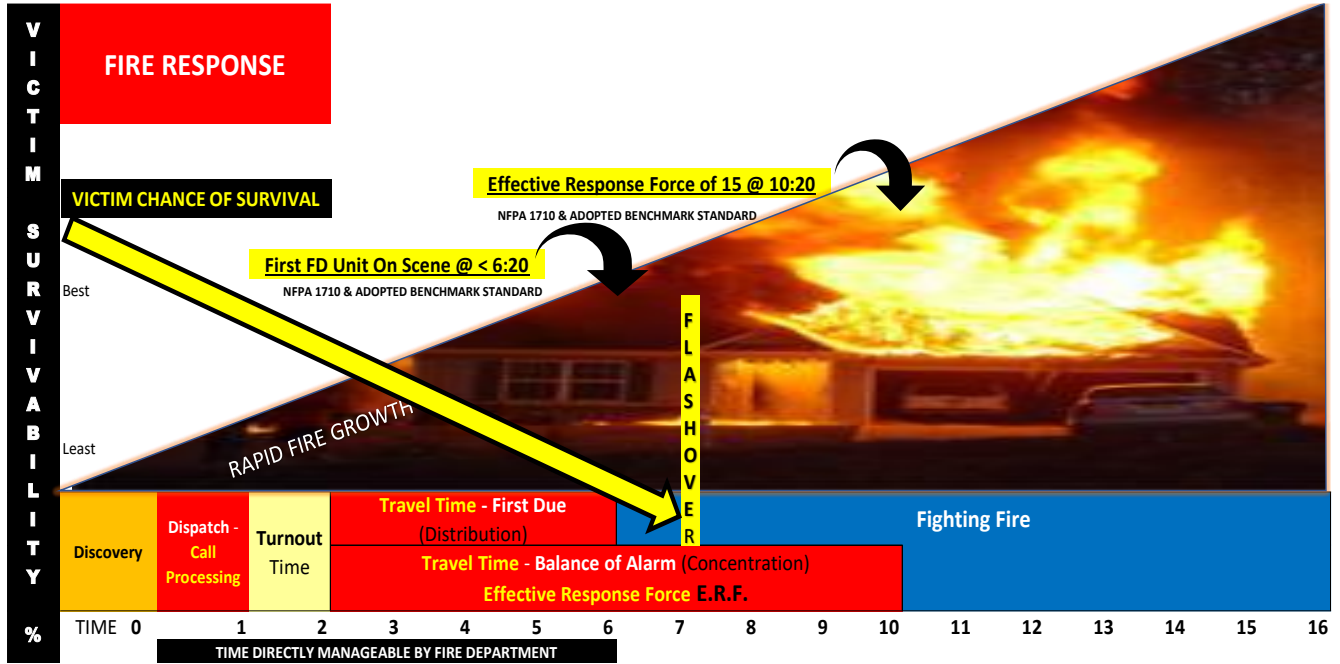 VICTIM SURVIVABILITY %
FIRE RESPONSE
VICTIM CHANCE OF SURVIVAL
Effective Response Force of 15 @ 10:20
NFPA 1710 & ADOPTED BENCHMARK STANDARD
First FD Unit On Scene @ < 6:20
NFPA 1710 & ADOPTED BENCHMARK STANDARD
Best
Least
RAPID FIRE GROWTH
FLASHOVER
Discovery
Dispatch -
Call
Processing
Turnout
Time
Travel Time - First Due
(Distribution)
Travel Time - Balance of Alarm (Concentration)
Effective Response Force E.R.F.
Fighting Fire
TIME 0 1 2 3 4 5 6 7 8 9 10 11 12 13 14 15 16
TIME DIRECTLY MANAGEABLE BY FIRE DEPARTMENT